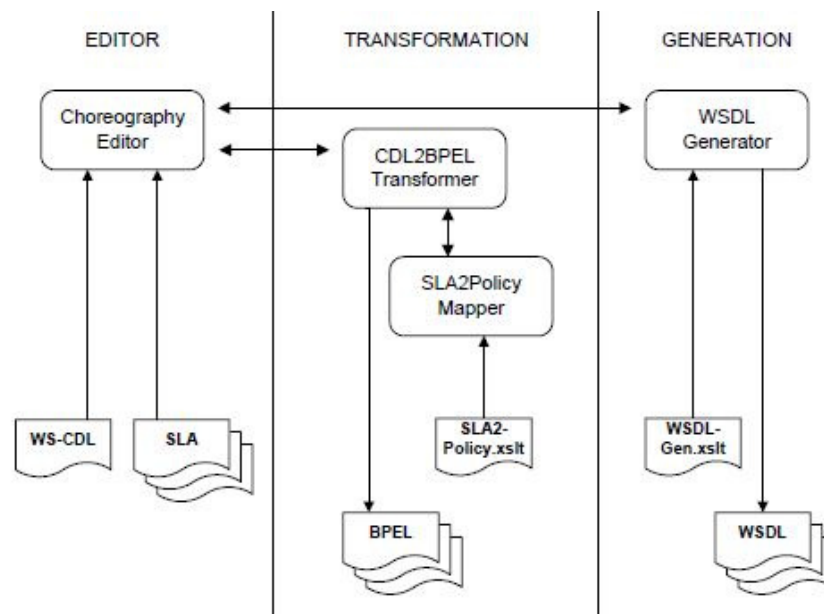 EDITOR
TRANSFORMATION
GENERATION
Choreography
Editor
WSDL
Generator
CDL2BPEL
Transformer
SLA2Policy
Mapper
WS-CDL
SLA
SLA2-
Policy.xslt
WSDL-
Gen.xslt
BPEL
WSDL